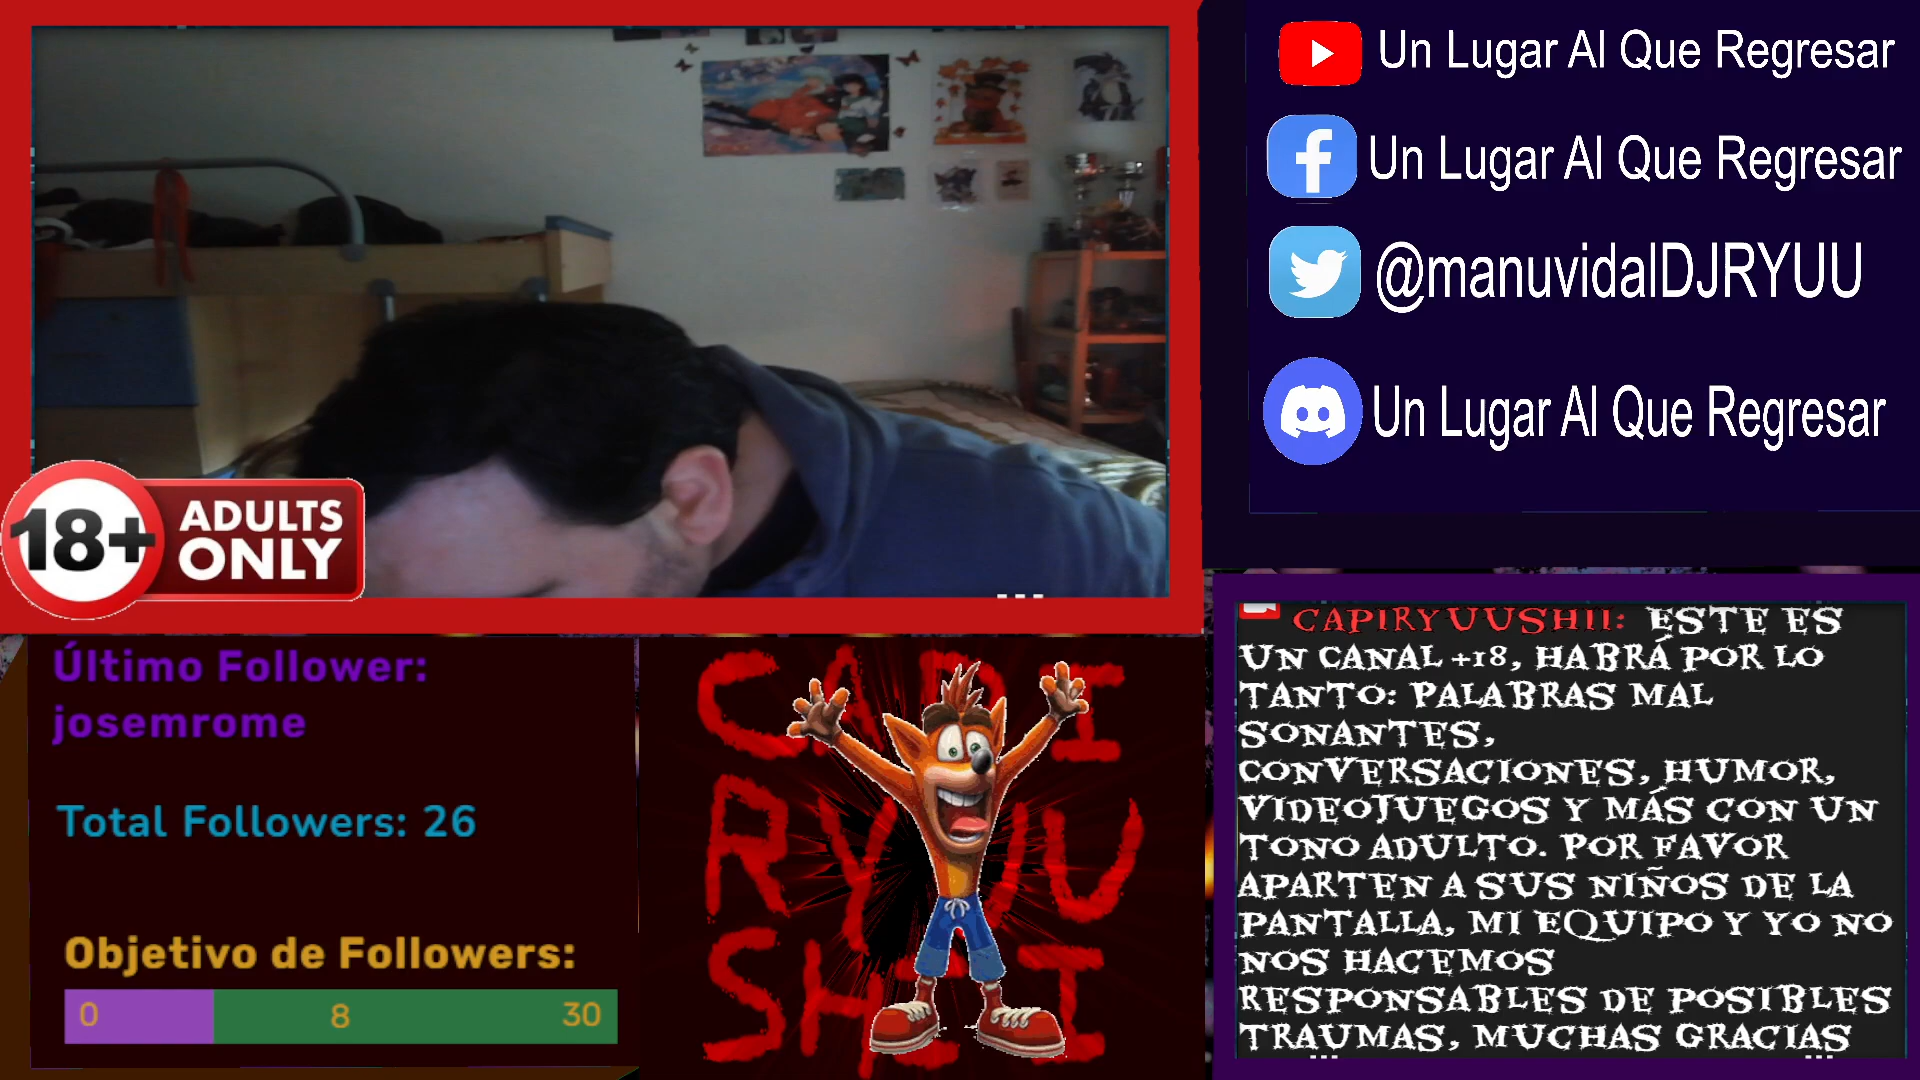 Un Lugar Al Que Regresar
Un Lugar Al Que Regresar
@manuvidalDJRYUU
Un Lugar Al Que Regresar
18+
ADULTS
ONLY
Último Follower:
josemrome
Total Followers: 26
Objetivo de Followers:
0 8 30
CAPI
RYUU
SHII
CAPIRYUUSHII: ESTE ES
UN CANAL +18, HABRÁ POR LO
TANTO: PALABRAS MAL
SONANTES,
CONVERSACIONES, HUMOR,
VIDEOJUEGOS Y MÁS CON UN
TONO ADULTO. POR FAVOR
APARTEN A SUS NIÑOS DE LA
PANTALLA, MI EQUIPO Y YO NO
NOS HACEMOS
RESPONSABLES DE POSIBLES
TRAUMAS, MUCHAS GRACIAS